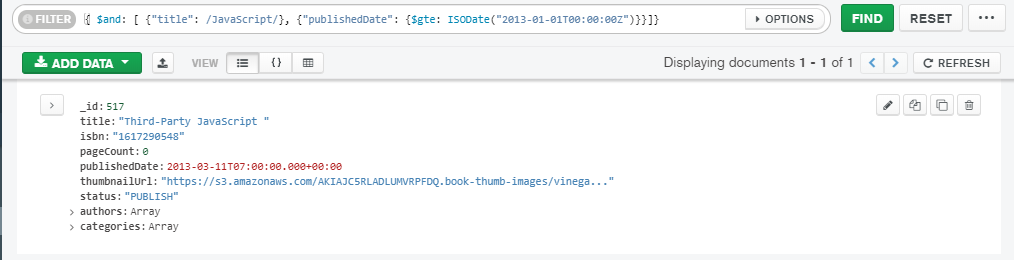 FILTER { $and: [ {"title": /JavaScript/}, {"publishedDate": {$gte: ISODate("2013-01-01T00:00:00Z")}}]} OPTIONS FIND RESET ...
ADD DATA VIEW { } Displaying documents 1 - 1 of 1 < > REFRESH
_id: 517
title: "Third-Party JavaScript "
isbn: "1617290548"
pageCount: 0
publishedDate: 2013-03-11T07:00:00.000+00:00
thumbnailUrl: "https://s3.amazonaws.com/AKIAJC5RLADLUMVRPFDQ.book-thumb-images/vinega..."
status: "PUBLISH"
> authors: Array
> categories: Array